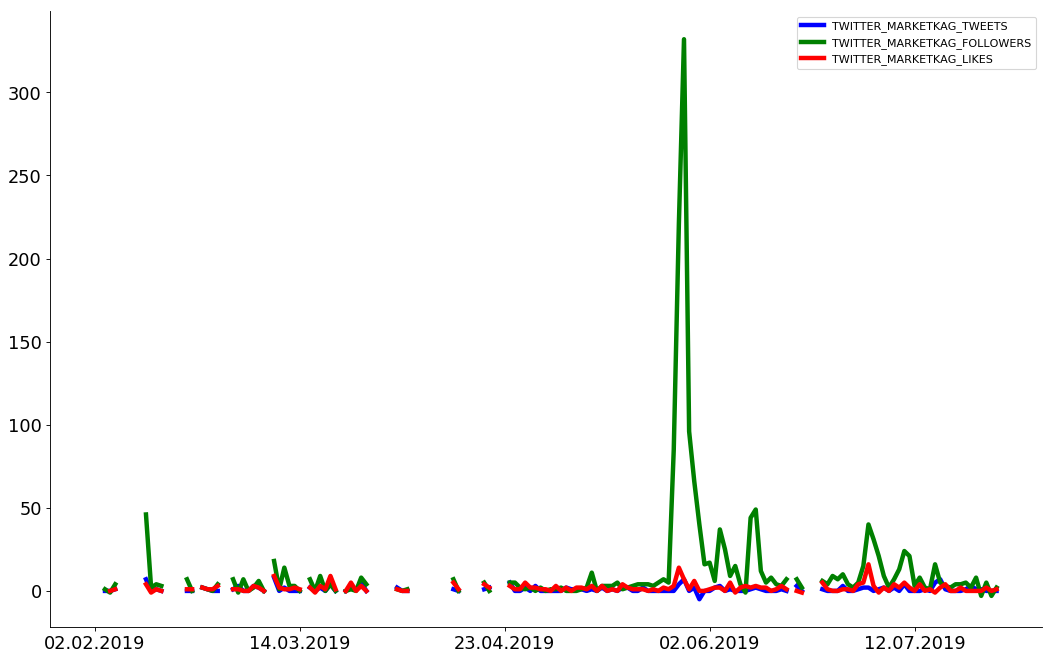 TWITTER_MARKETKAG_TWEETS
TWITTER_MARKETKAG_FOLLOWERS
TWITTER_MARKETKAG_LIKES
300
250
200
150
100
50
0
02.02.2019 14.03.2019 23.04.2019 02.06.2019 12.07.2019